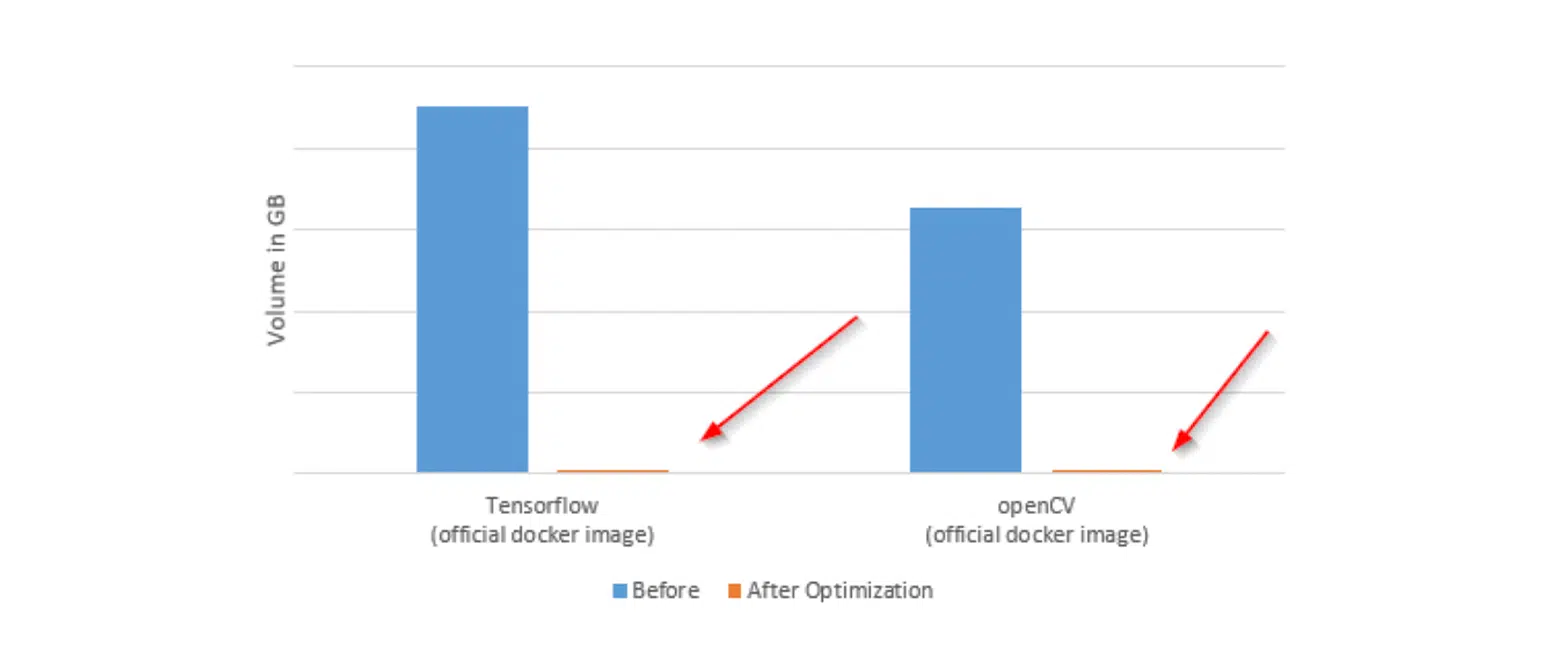 Volume in GB
Tensorflow
(official docker image)
openCV
(official docker image)
Before
After Optimization